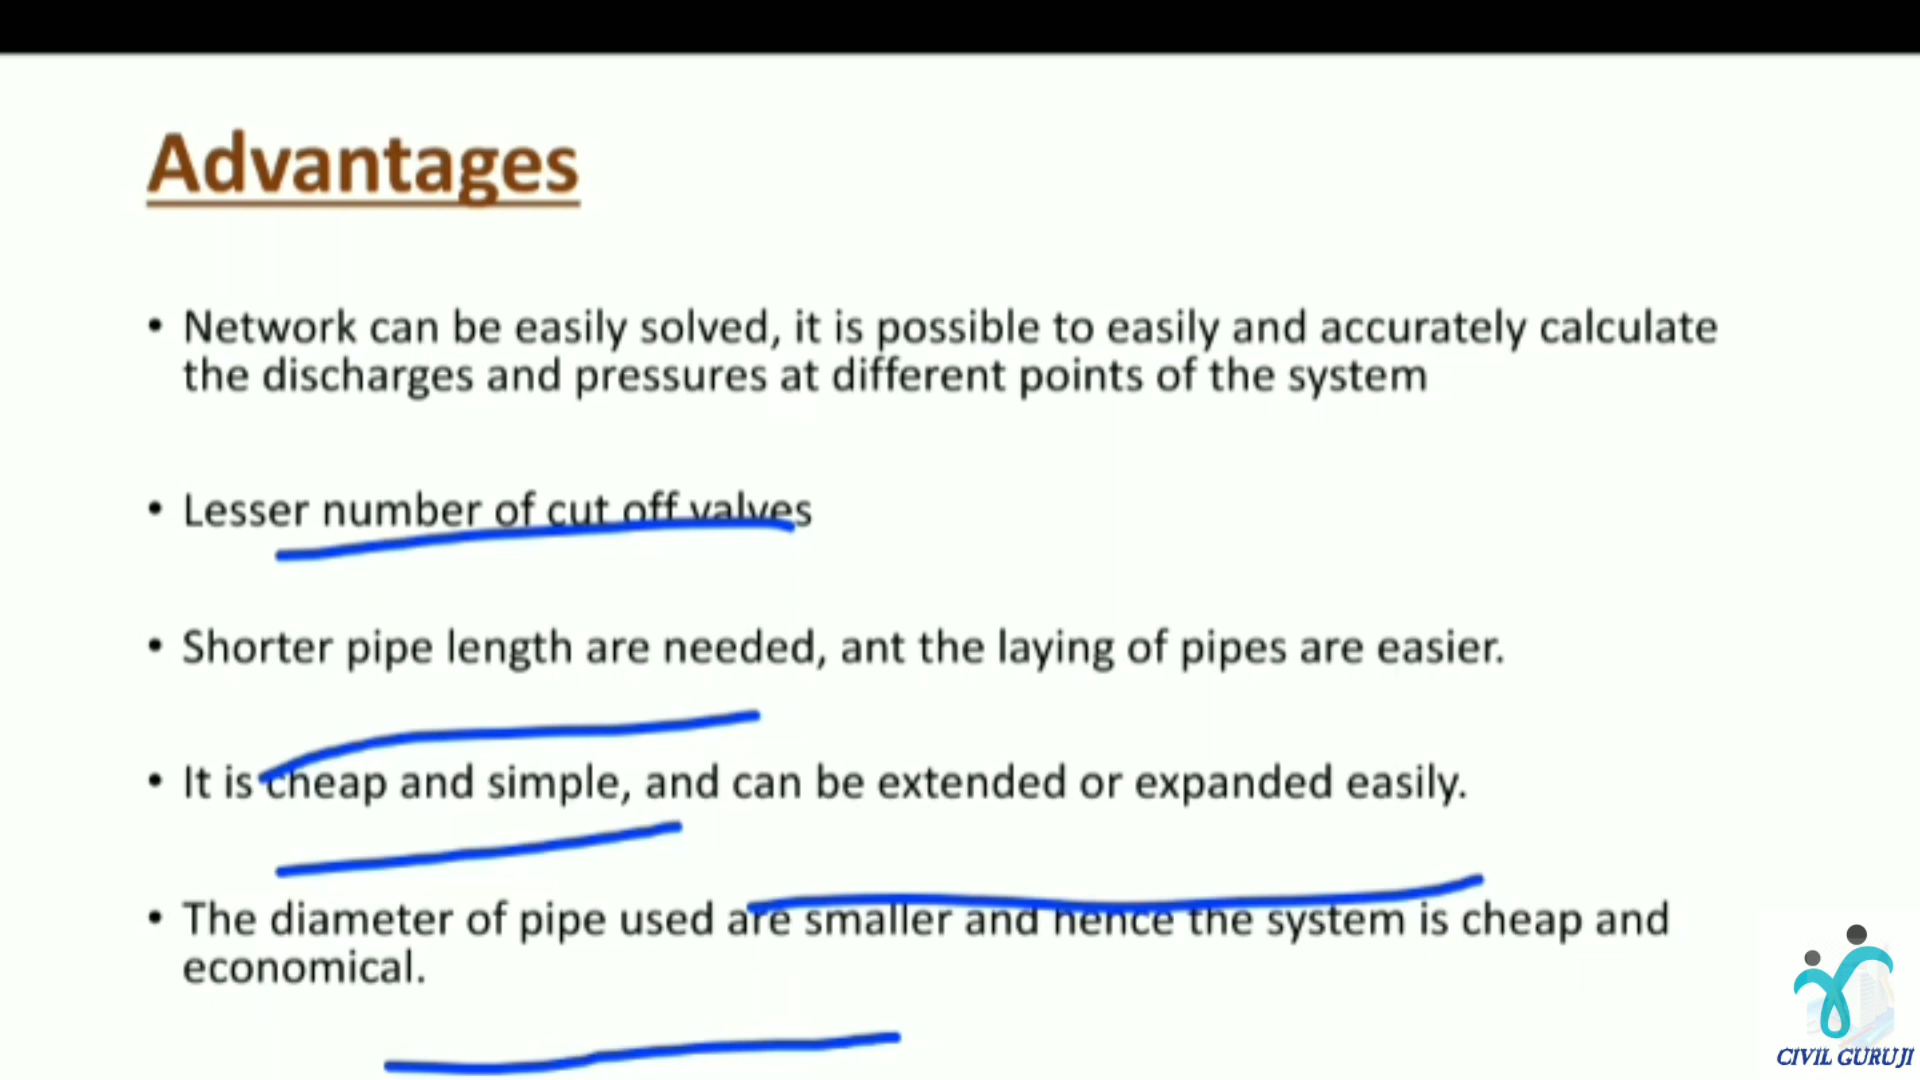 Advantages
• Network can be easily solved, it is possible to easily and accurately calculate
the discharges and pressures at different points of the system
• Lesser number of cut off valves
• Shorter pipe length are needed, ant the laying of pipes are easier.
• It is cheap and simple, and can be extended or expanded easily.
• The diameter of pipe used are smaller and hence the system is cheap and
economical.
CIVIL GURUJI